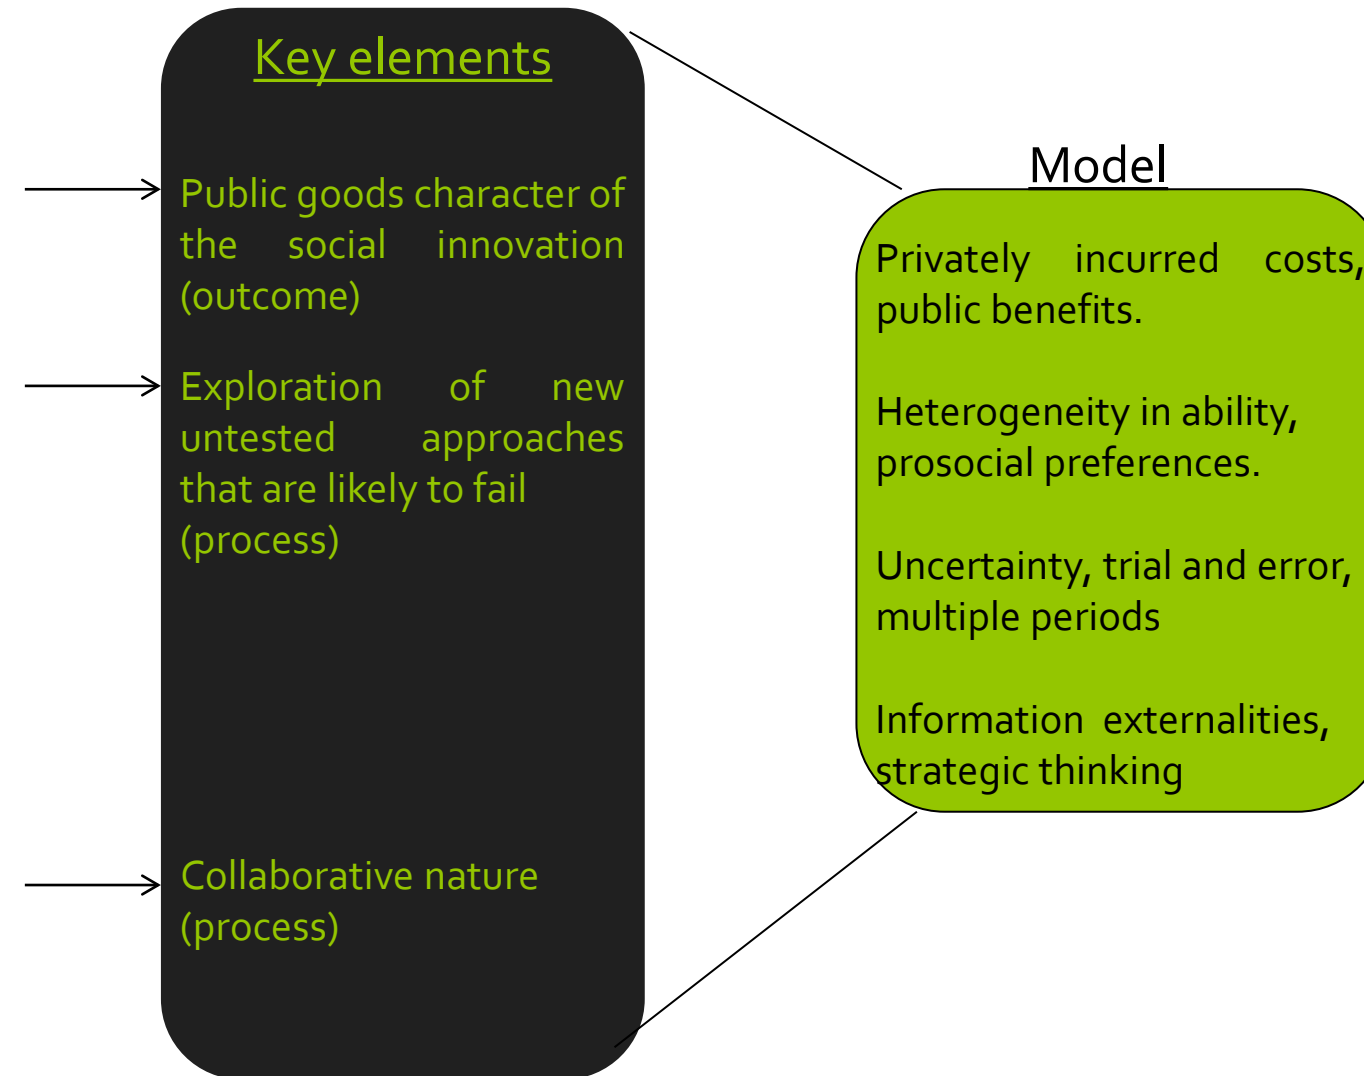 Key elements
Public goods character of
the social innovation
(outcome)
Exploration of new
untested approaches
that are likely to fail
(process)
Collaborative nature
(process)
Model
Privately incurred costs,
public benefits.
Heterogeneity in ability,
prosocial preferences.
Uncertainty, trial and error,
multiple periods
Information externalities,
strategic thinking